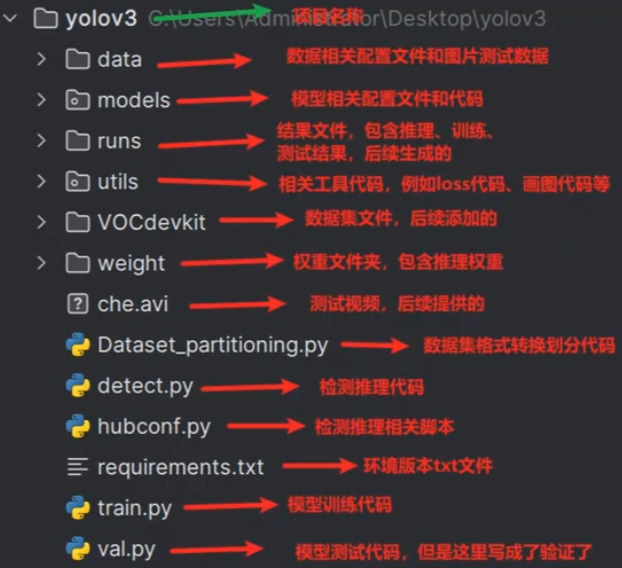 yolov3 G:\Users\Administrator\Desktop\yolov3 项目名称
data 数据相关配置文件和图片测试数据
models 模型相关配置文件和代码
runs 结果文件，包含推理、训练、
测试结果，后续生成的
utils 相关工具代码，例如loss代码、画图代码等
VOCdevkit 数据集文件，后续添加的
weight 权重文件夹，包含推理权重
che.avi 测试视频，后续提供的
Dataset_partitioning.py 数据集格式转换划分代码
detect.py 检测推理代码
hubconf.py 检测推理相关脚本
requirements.txt 环境版本txt文件
train.py 模型训练代码
val.py 模型测试代码，但是这里写成了验证了